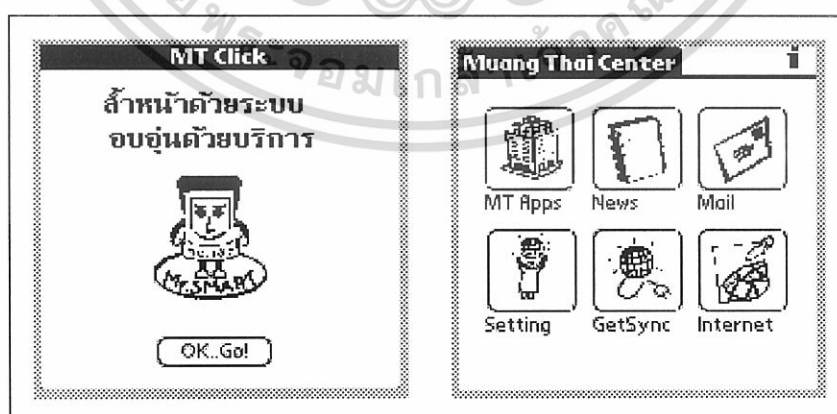 MT Click
ล้ำหน้าด้วยระบบ
อบอุ่นด้วยบริการ
Mr.SMART
OK..Go!
Muang Thai Center
i
MT Apps
News
Mail
Setting
GetSync
Internet